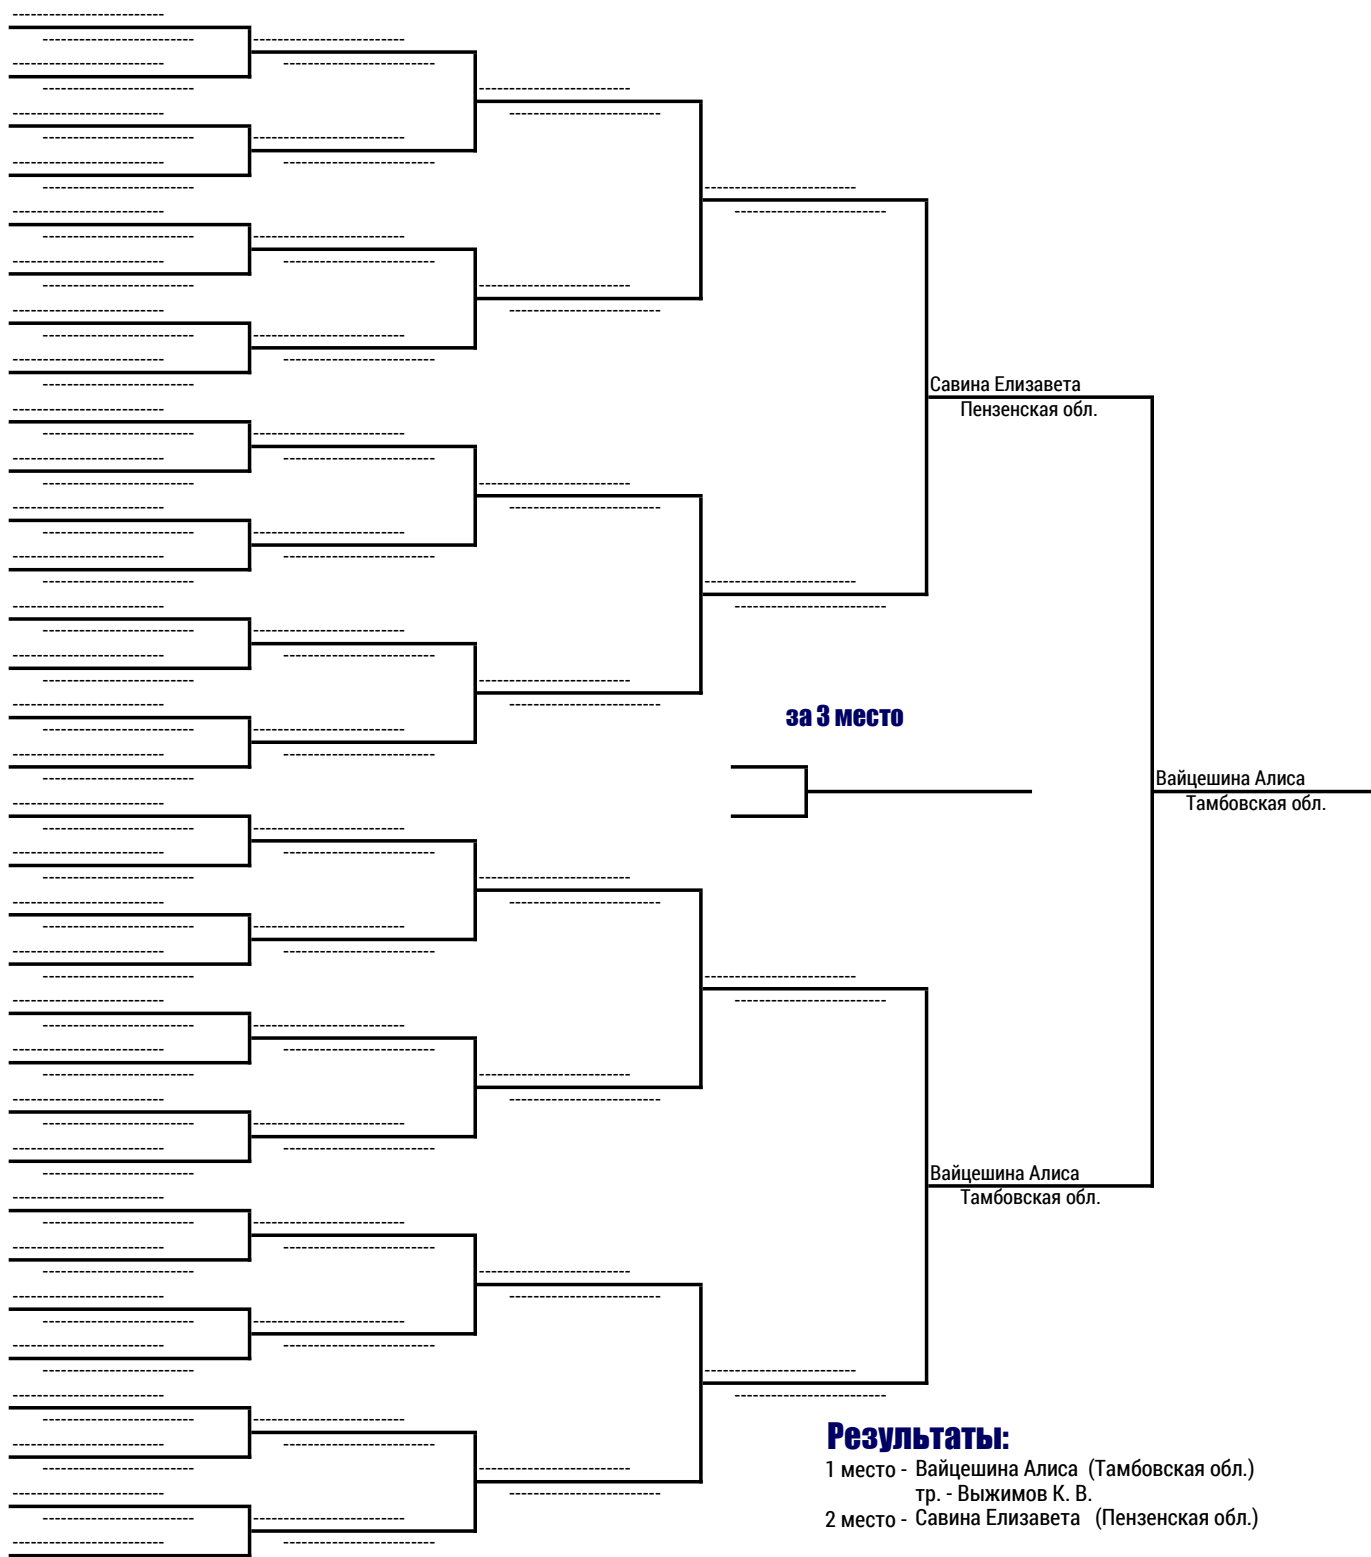 Савина Елизавета
Пензенская обл.
за 3 место
Вайцешина Алиса
Тамбовская обл.
Вайцешина Алиса
Тамбовская обл.
Результаты:
1 место - Вайцешина Алиса (Тамбовская обл.)
тр. - Выжимов К. В.
2 место - Савина Елизавета (Пензенская обл.)